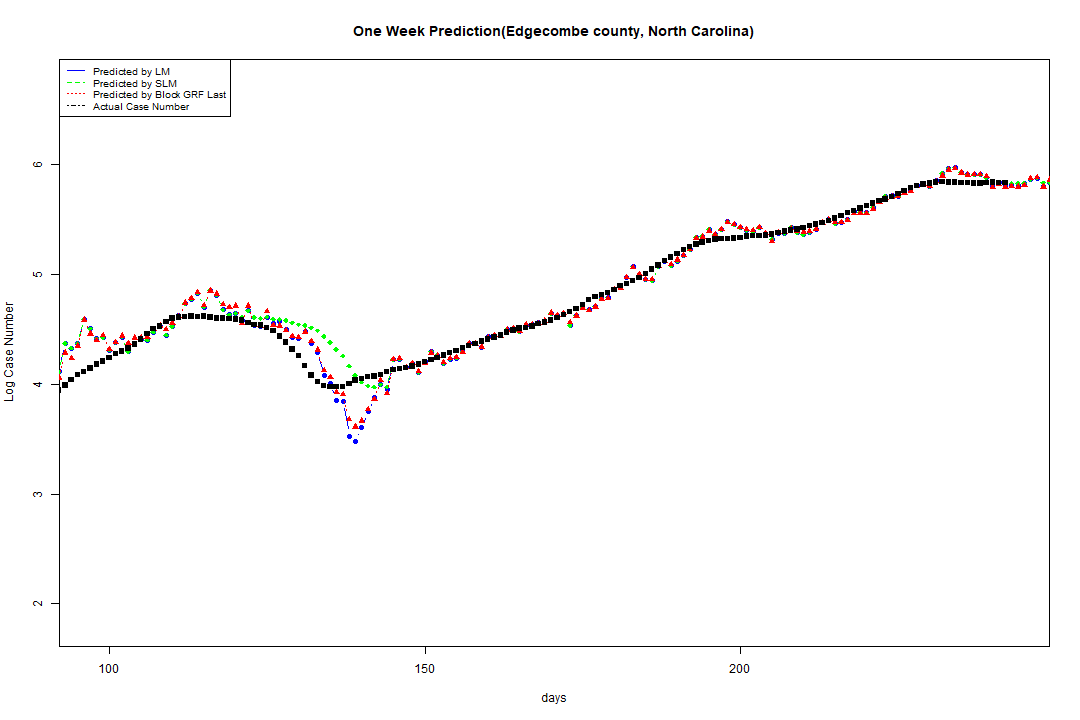 One Week Prediction(Edgecombe county, North Carolina)
Predicted by LM
Predicted by SLM
Predicted by Block GRF Last
Actual Case Number
Log Case Number
6
5
4
3
2
100 150 200
days